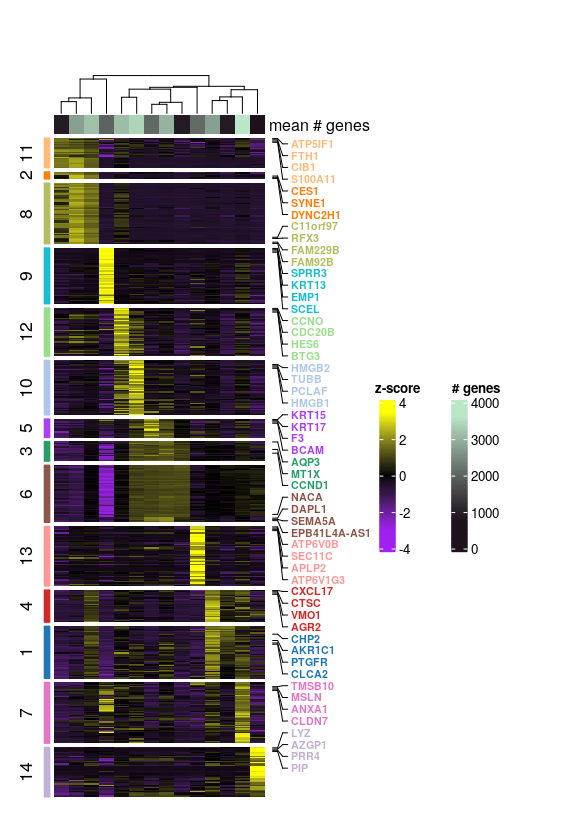 mean # genes
11
2
8
9
12
10
5
3
6
13
4
1
7
14
ATP5IF1
FTH1
CIB1
S100A11
CES1
SYNE1
DYNC2H1
C11orf97
RFX3
FAM229B
FAM92B
SPRR3
KRT13
EMP1
SCEL
CCNO
CDC20B
HES6
BTG3
HMGB2
TUBB
PCLAF
HMGB1
KRT15
KRT17
F3
BCAM
AQP3
MT1X
CCND1
NACA
DAPL1
SEMA5A
EPB41L4A-AS1
ATP6V0B
SEC11C
APLP2
ATP6V1G3
CXCL17
CTSC
VMO1
AGR2
CHP2
AKR1C1
PTGFR
CLCA2
TMSB10
MSLN
ANXA1
CLDN7
LYZ
AZGP1
PRR4
PIP
z-score
4
2
0
-2
-4
# genes
4000
3000
2000
1000
0